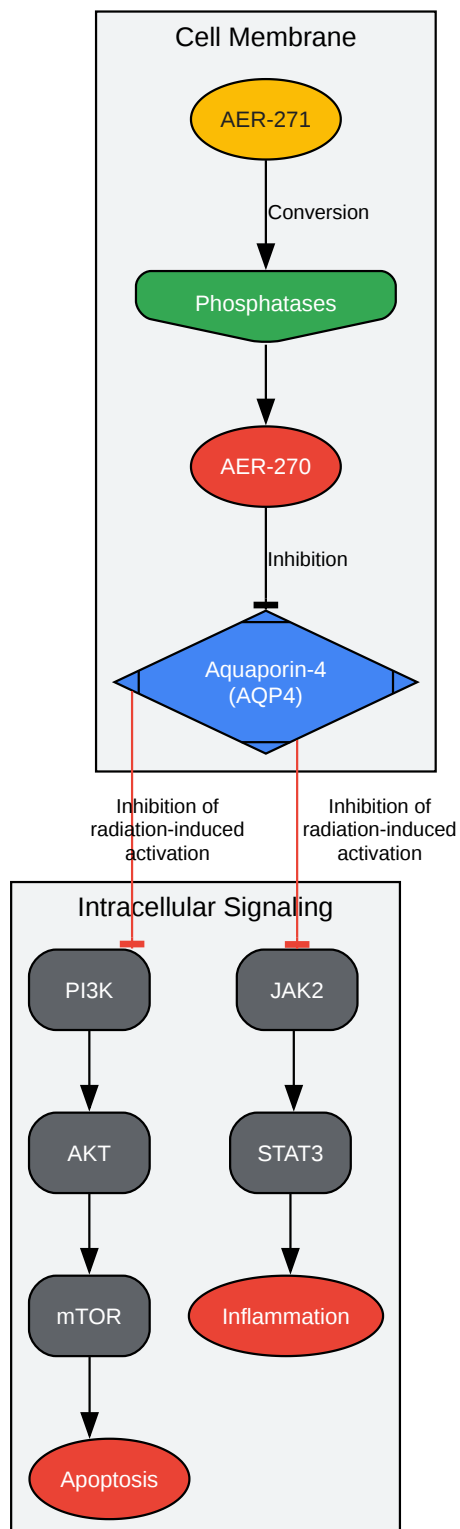 Cell Membrane
AER-271
Conversion
Phosphatases
AER-270
Inhibition
Aquaporin-4
(AQP4)
Inhibition of
radiation-induced
activation
Inhibition of
radiation-induced
activation
Intracellular Signaling
PI3K
JAK2
AKT
STAT3
mTOR
Inflammation
Apoptosis